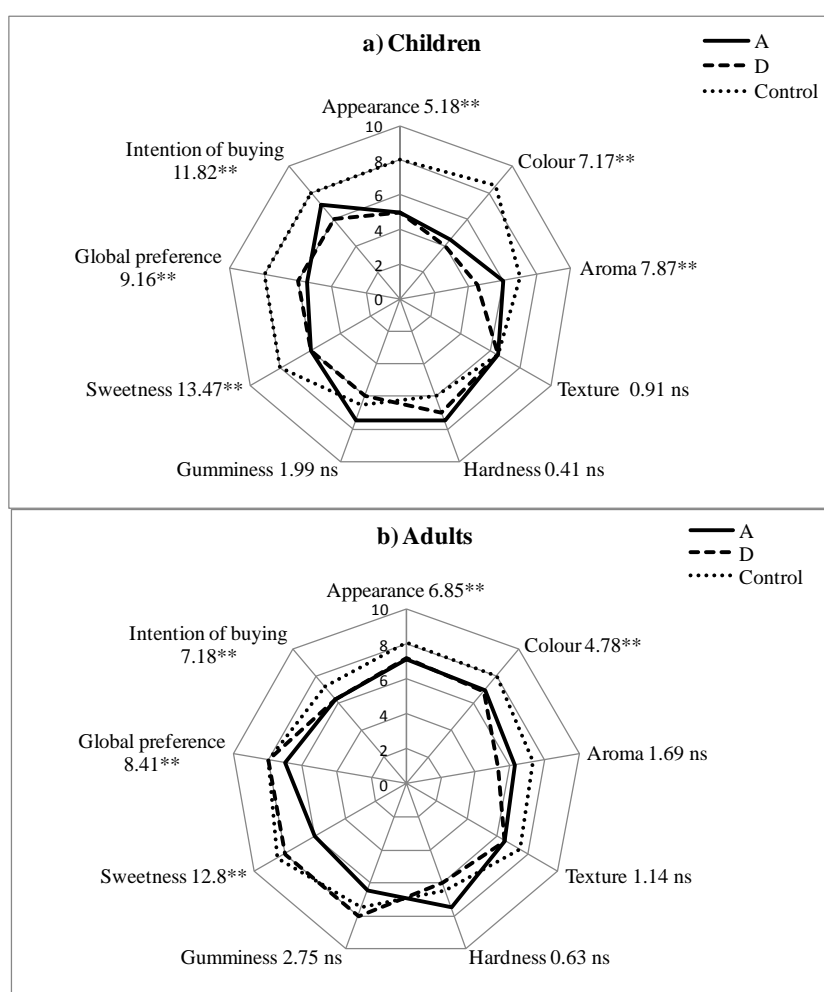 a) Children
A
D
Control
Appearance 5.18**
Colour 7.17**
Aroma 7.87**
Texture 0.91 ns
Hardness 0.41 ns
Gumminess 1.99 ns
Sweetness 13.47**
Global preference
9.16**
Intention of buying
11.82**
10
8
6
4
2
0
b) Adults
A
D
Control
Appearance 6.85**
Colour 4.78**
Aroma 1.69 ns
Texture 1.14 ns
Hardness 0.63 ns
Gumminess 2.75 ns
Sweetness 12.8**
Global preference
8.41**
Intention of buying
7.18**
10
8
6
4
2
0